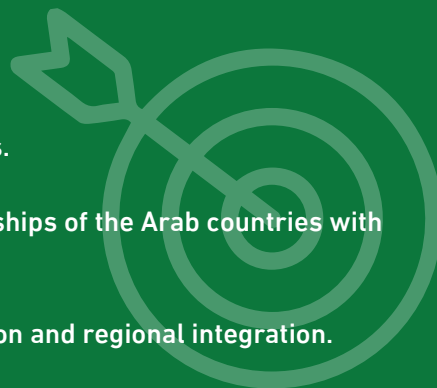 s.
ships of the Arab countries with
on and regional integration.